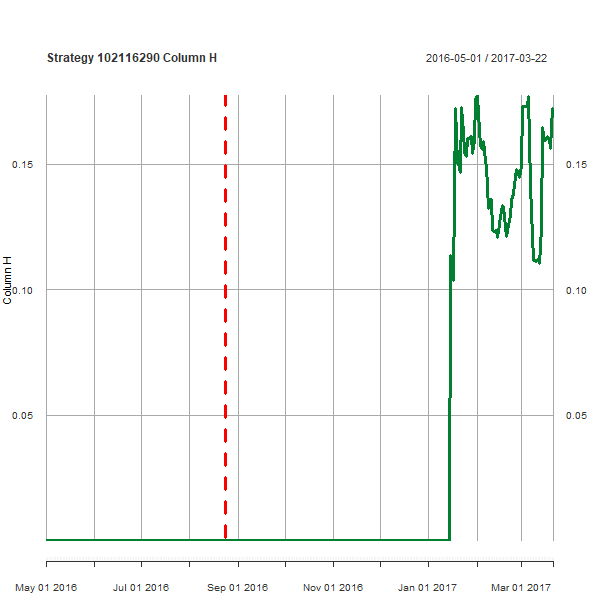 Strategy 102116290 Column H
2016-05-01 / 2017-03-22
Column H
0.15
0.15
0.10
0.10
0.05
0.05
May 01 2016
Jul 01 2016
Sep 01 2016
Nov 01 2016
Jan 01 2017
Mar 01 2017